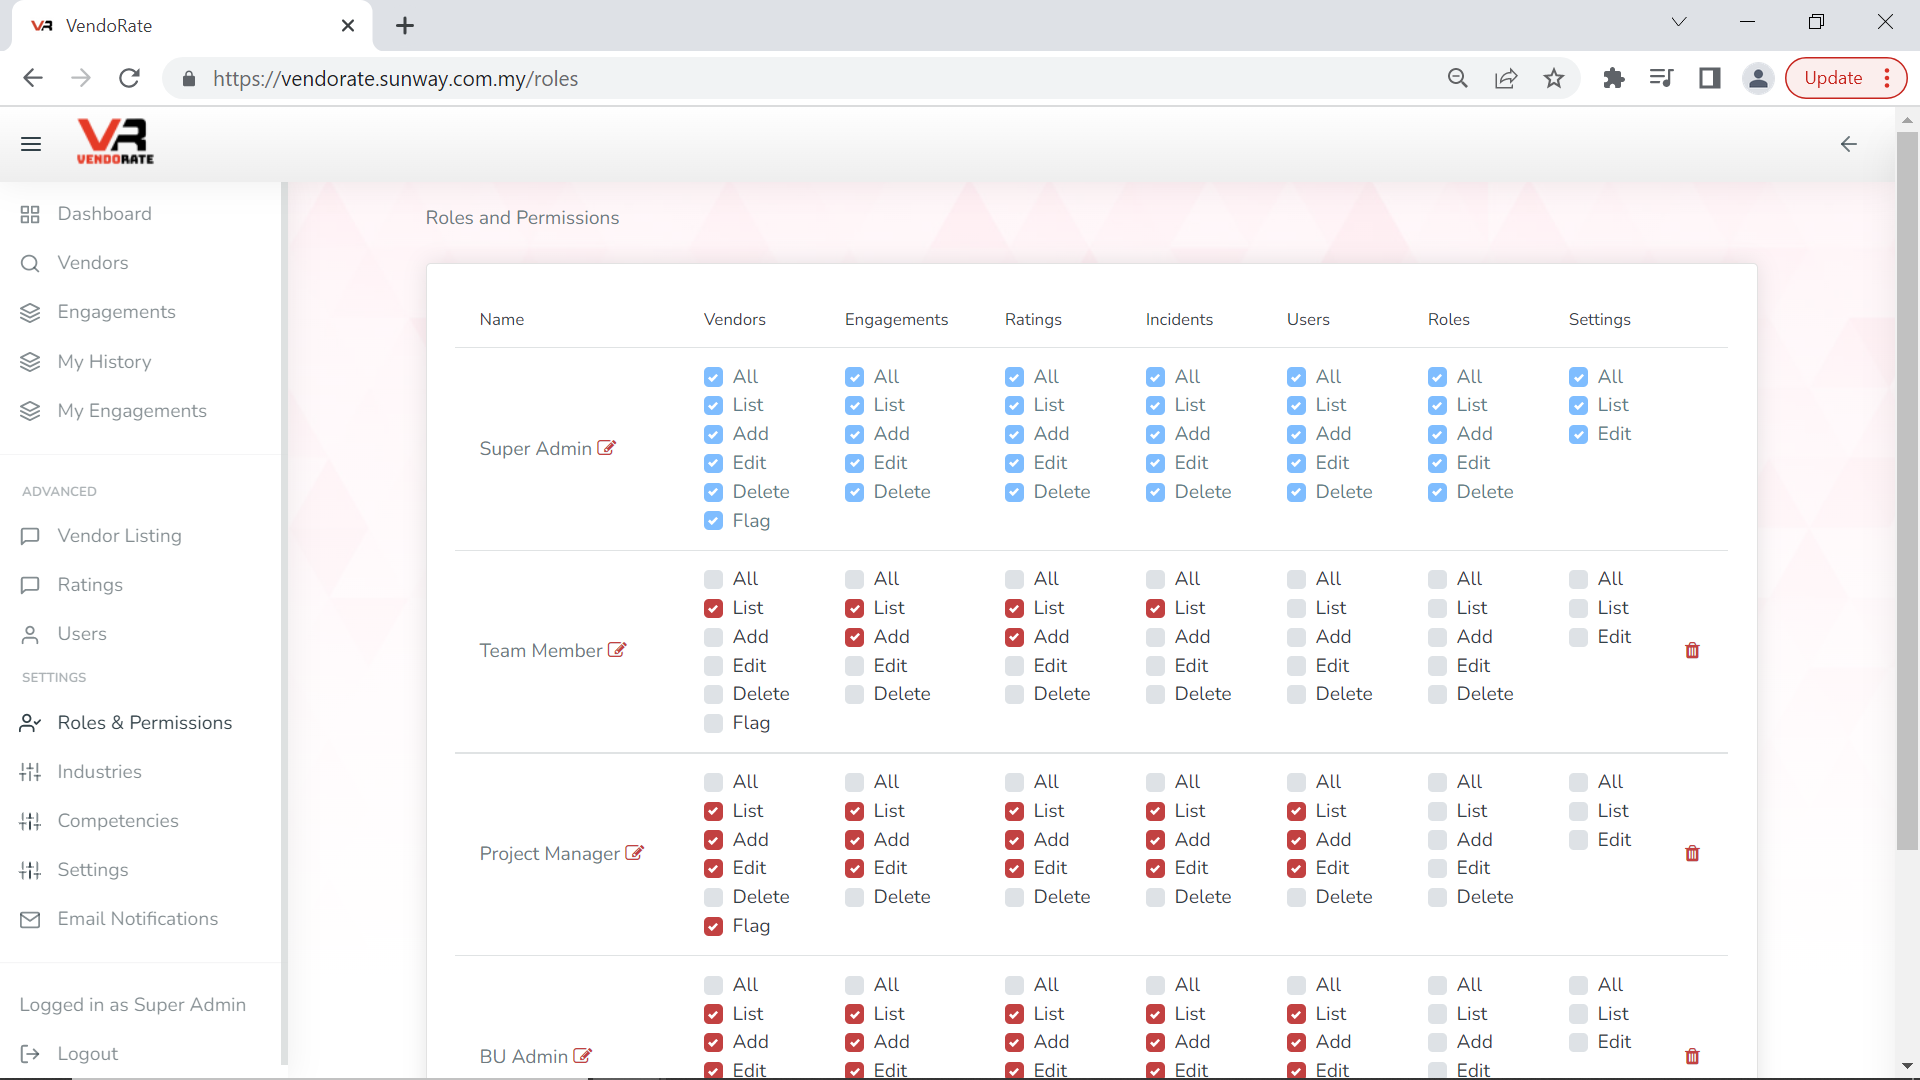 VendoRate
https://vendorate.sunway.com.my/roles
Update
VR
VENDORATE
Dashboard
Vendors
Engagements
My History
My Engagements
ADVANCED
Vendor Listing
Ratings
Users
SETTINGS
Roles & Permissions
Industries
Competencies
Settings
Email Notifications
Logged in as Super Admin
Logout
Roles and Permissions
Name Vendors Engagements Ratings Incidents Users Roles Settings
Super Admin
All All All All All All All
List List List List List List List
Add Add Add Add Add Add Edit
Edit Edit Edit Edit Edit Edit
Delete Delete Delete Delete Delete Delete
Flag
Team Member
All All All All All All All
List List List List List List List
Add Add Add Add Add Add Edit
Edit Edit Edit Edit Edit Edit
Delete Delete Delete Delete Delete Delete
Flag
Project Manager
All All All All All All All
List List List List List List List
Add Add Add Add Add Add Edit
Edit Edit Edit Edit Edit Edit
Delete Delete Delete Delete Delete Delete
Flag
BU Admin
All All All All All All All
List List List List List List List
Add Add Add Add Add Add Edit
Edit Edit Edit Edit Edit Edit